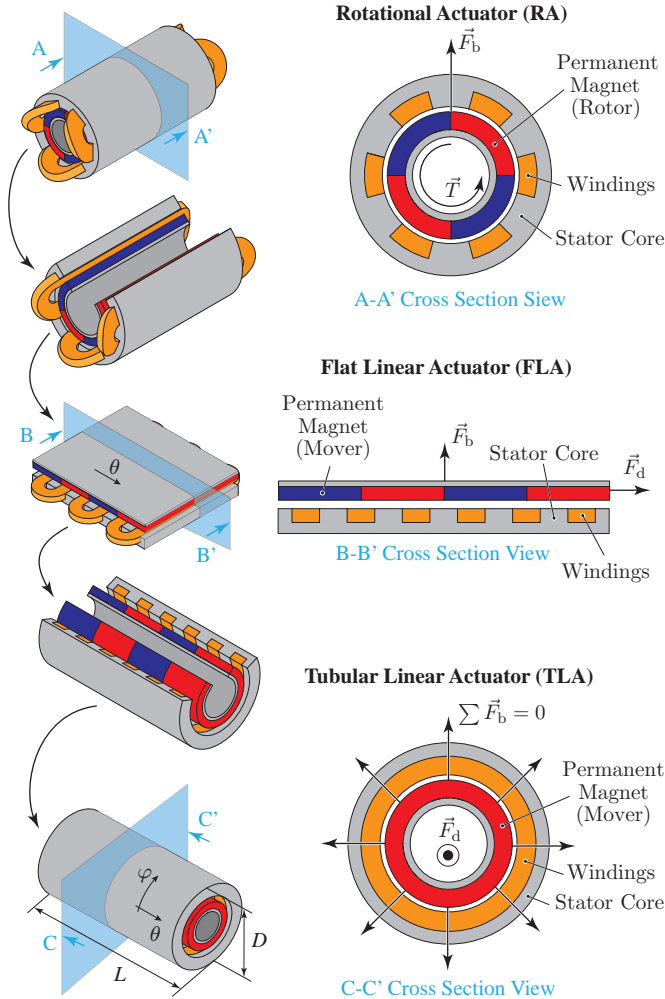 Rotational Actuator (RA)
A
A'
F⃗b
Permanent
Magnet
(Rotor)
T⃗
Windings
Stator Core
A-A' Cross Section Siew
Flat Linear Actuator (FLA)
Permanent
Magnet
(Mover)
F⃗b
Stator Core
F⃗d
B
θ
B'
B-B' Cross Section View
Windings
Tubular Linear Actuator (TLA)
∑ F⃗b = 0
Permanent
Magnet
(Mover)
F⃗d
Windings
Stator Core
C'
φ
θ
C
D
L
C-C' Cross Section View